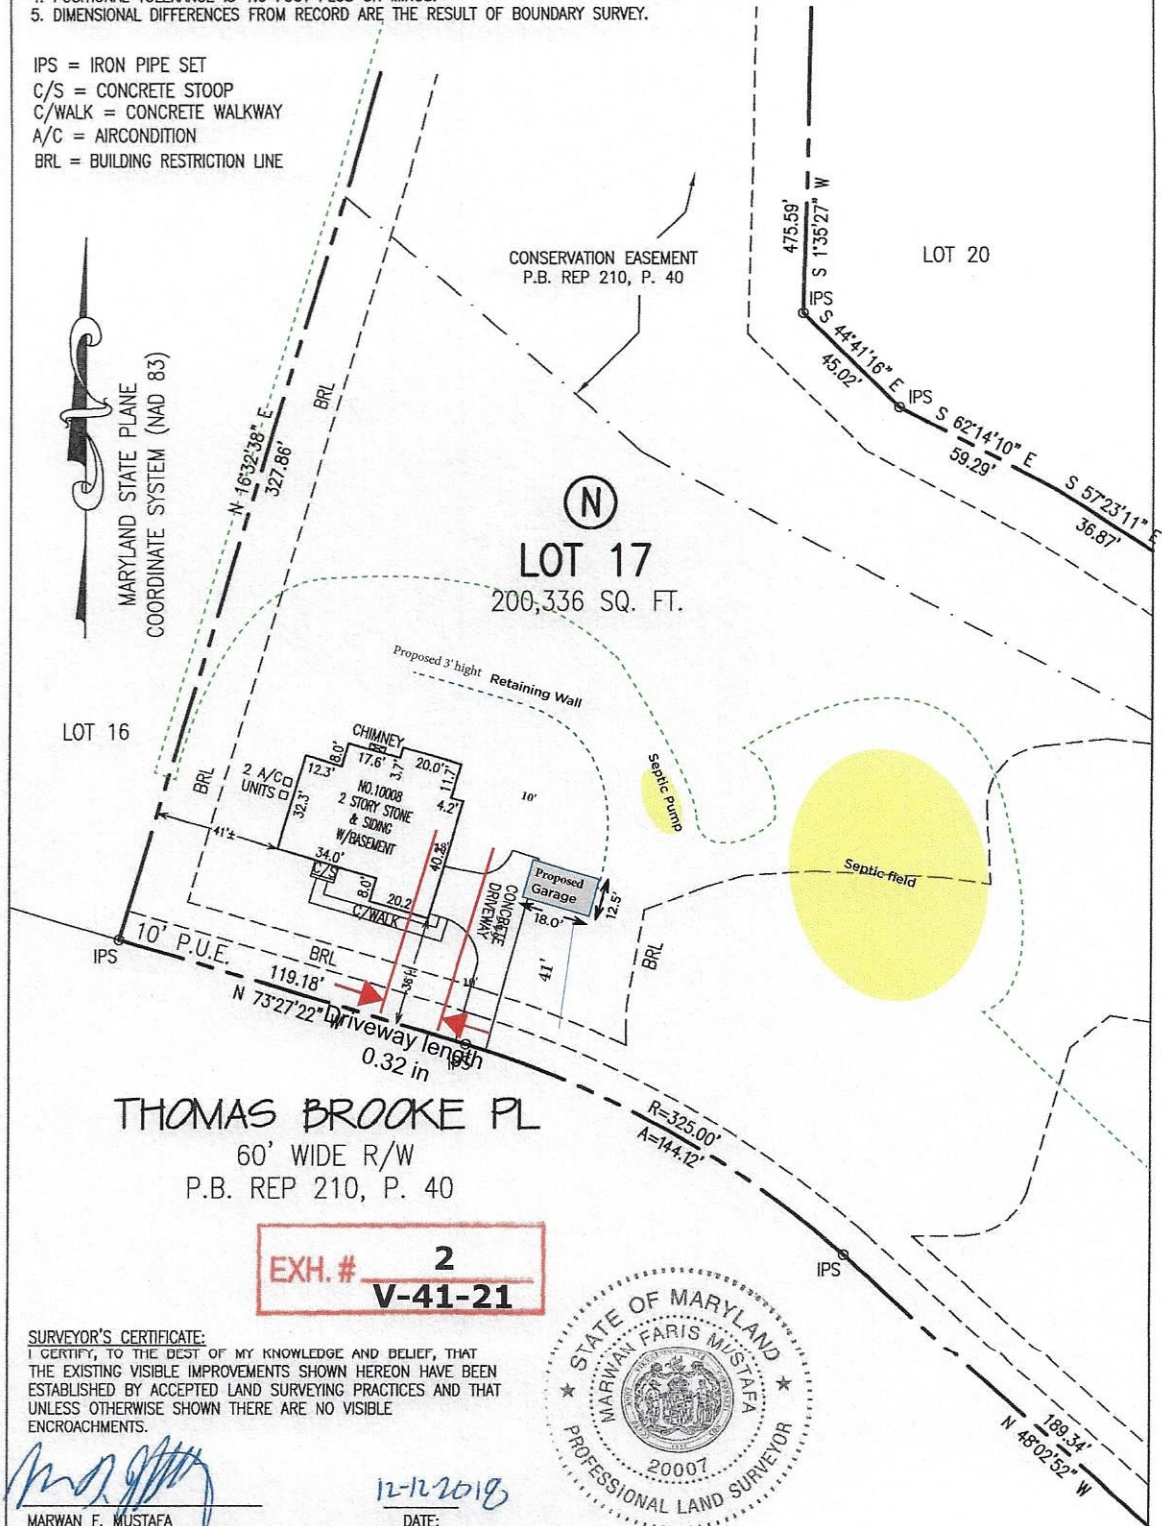 5. DIMENSIONAL DIFFERENCES FROM RECORD ARE THE RESULT OF BOUNDARY SURVEY.
IPS = IRON PIPE SET
C/S = CONCRETE STOOP
C/WALK = CONCRETE WALKWAY
A/C = AIRCONDITION
BRL = BUILDING RESTRICTION LINE
MARYLAND STATE PLANE
COORDINATE SYSTEM (NAD 83)
CONSERVATION EASEMENT
P.B. REP 210, P. 40
475.59'
S 1°35'27" W
LOT 20
IPS
S 44°41'16" E
45.02'
IPS
S 62°14'10" E
59.29'
S 57°23'11" E
36.87'
BRL
N 16°32'38" E
327.86'
N
LOT 17
200,336 SQ. FT.
Proposed 3' hight Retaining Wall
LOT 16
BRL
CHIMNEY
2 A/C
UNITS
12.3'
8.0'
17.6'
3.7'
20.0'
11.7'
4.2'
32.3'
NO.10008
2 STORY STONE
& SIDING
W/BASEMENT
10'
Septic Pump
41'±
34.0'
C/S
8.0'
20.2
C/WALK
CONCRETE
DRIVEWAY
Proposed
Garage
18.0'
12.5'
Septic field
41'
BRL
IPS
10' P.U.E.
BRL
119.18'
N 73°27'22" W
10'
Driveway length
0.32 in
IPS
THOMAS BROOKE PL
60' WIDE R/W
P.B. REP 210, P. 40
R=325.00'
A=144.12'
IPS
189.34'
N 48°02'52" W
EXH. # 2
V-41-21
SURVEYOR'S CERTIFICATE:
I CERTIFY, TO THE BEST OF MY KNOWLEDGE AND BELIEF, THAT
THE EXISTING VISIBLE IMPROVEMENTS SHOWN HEREON HAVE BEEN
ESTABLISHED BY ACCEPTED LAND SURVEYING PRACTICES AND THAT
UNLESS OTHERWISE SHOWN THERE ARE NO VISIBLE
ENCROACHMENTS.
STATE OF MARYLAND
MARWAN FARIS MUSTAFA
20007
PROFESSIONAL LAND SURVEYOR
12-12-2018
MARWAN F. MUSTAFA
DATE: